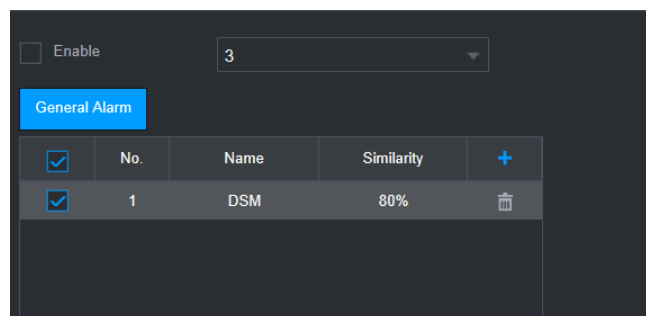 Enable 3
General Alarm
No. Name Similarity
1 DSM 80%